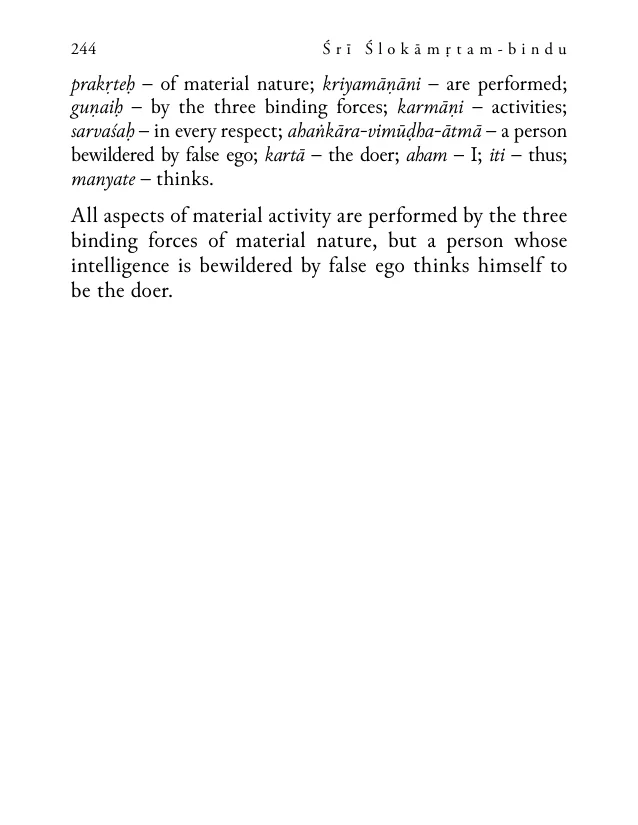 244 Śrī Ślokāmṛtam-bindu
prakṛteḥ – of material nature; kriyamāṇāni – are performed;
guṇaiḥ – by the three binding forces; karmāṇi – activities;
sarvaśaḥ – in every respect; ahaṅkāra-vimūḍha-ātmā – a person
bewildered by false ego; kartā – the doer; aham – I; iti – thus;
manyate – thinks.
All aspects of material activity are performed by the three
binding forces of material nature, but a person whose
intelligence is bewildered by false ego thinks himself to
be the doer.